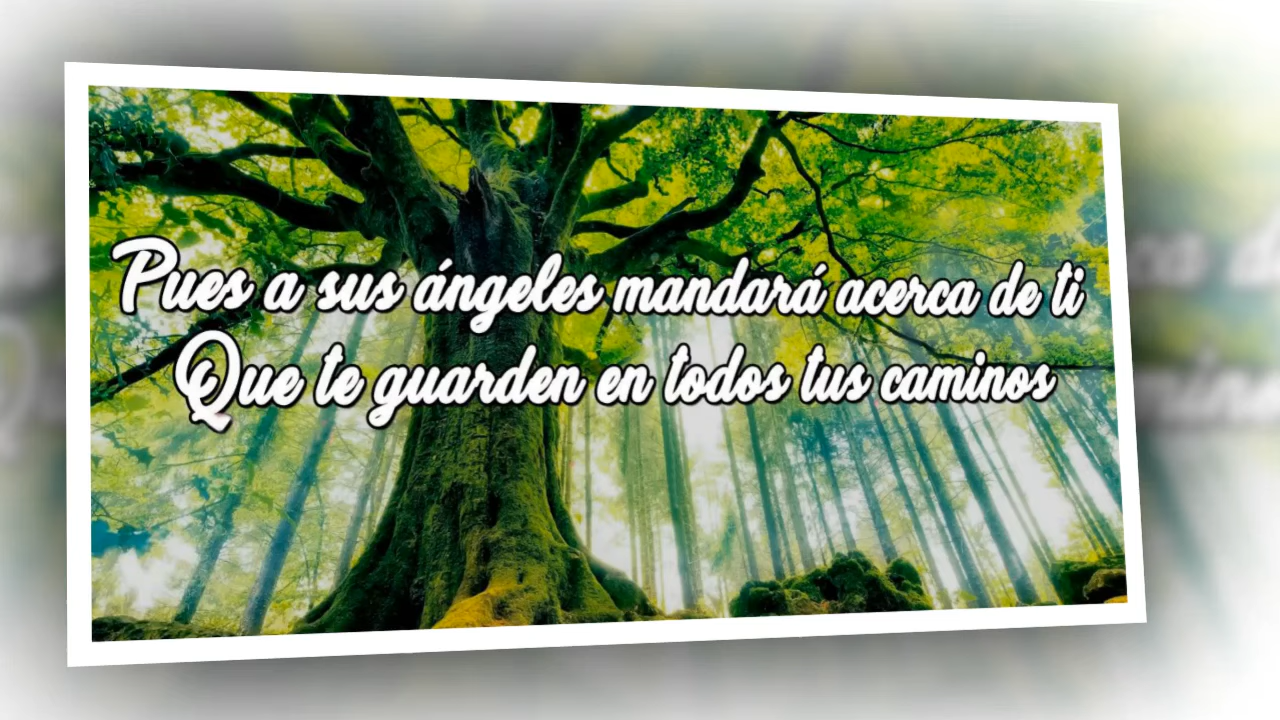 Pues a sus ángeles mandará acerca de ti
Que te guarden en todos tus caminos